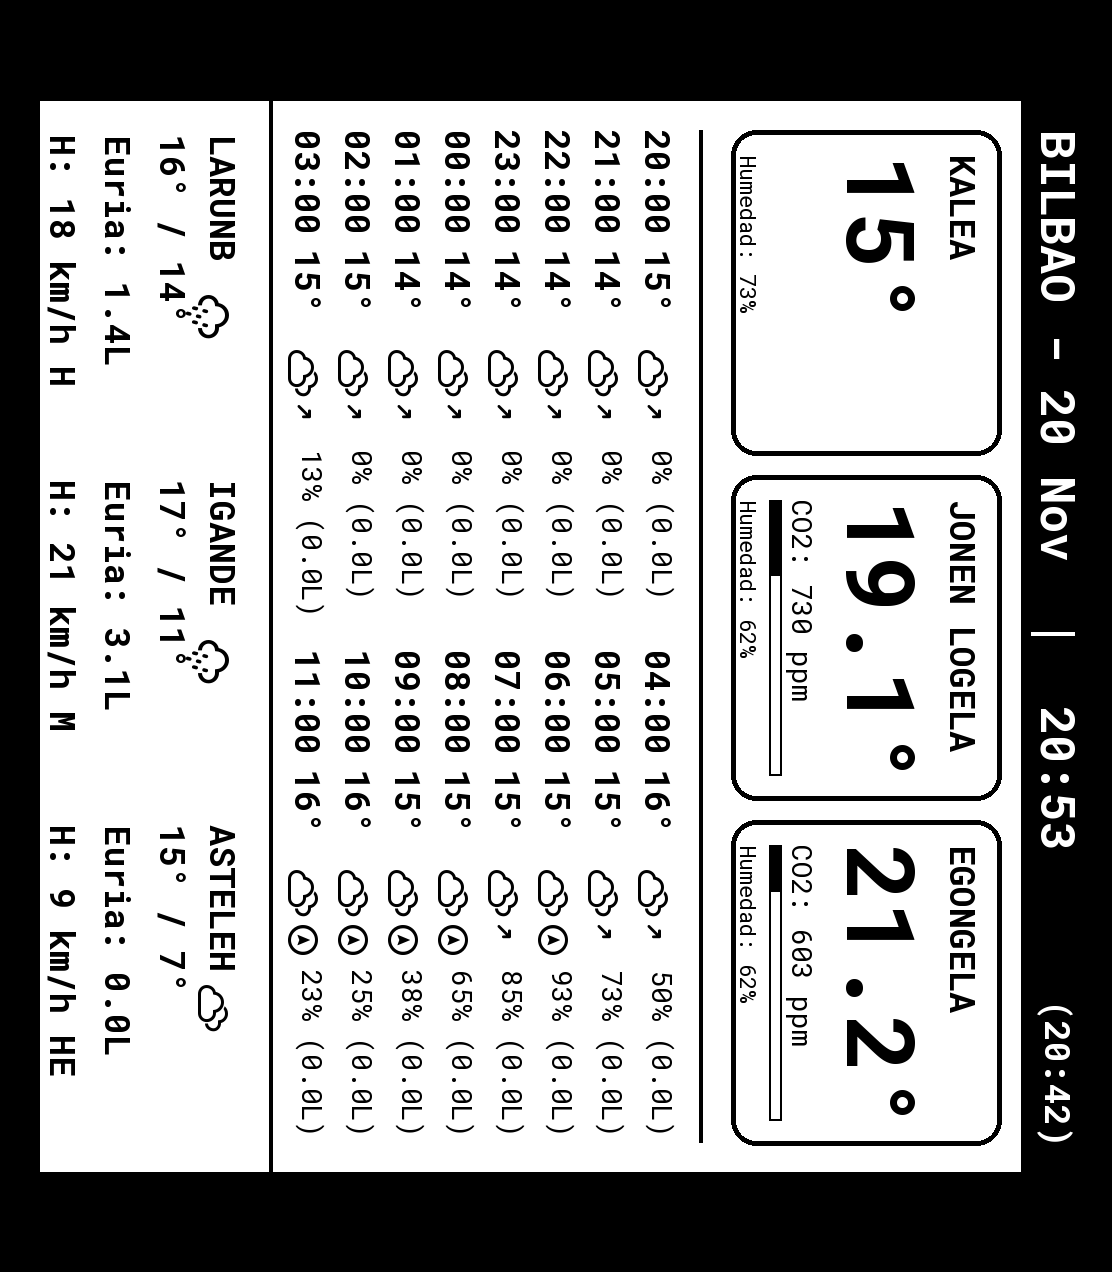 BILBAO - 20 Nov | 20:53 (20:42)
KALEA
15°
Humedad: 73%
JONEN LOGELA
19.1°
CO2: 730 ppm
Humedad: 62%
EGONGELA
21.2°
CO2: 603 ppm
Humedad: 62%
20:00 15° 0% (0.0L)
21:00 14° 0% (0.0L)
22:00 14° 0% (0.0L)
23:00 14° 0% (0.0L)
00:00 14° 0% (0.0L)
01:00 14° 0% (0.0L)
02:00 15° 0% (0.0L)
03:00 15° 13% (0.0L)
04:00 16° 50% (0.0L)
05:00 15° 73% (0.0L)
06:00 15° 93% (0.0L)
07:00 15° 85% (0.0L)
08:00 15° 65% (0.0L)
09:00 15° 38% (0.0L)
10:00 16° 25% (0.0L)
11:00 16° 23% (0.0L)
LARUNB
16° / 14°
Euria: 1.4L
H: 18 km/h H
IGANDE
17° / 11°
Euria: 3.1L
H: 21 km/h M
ASTELEH
15° / 7°
Euria: 0.0L
H: 9 km/h HE